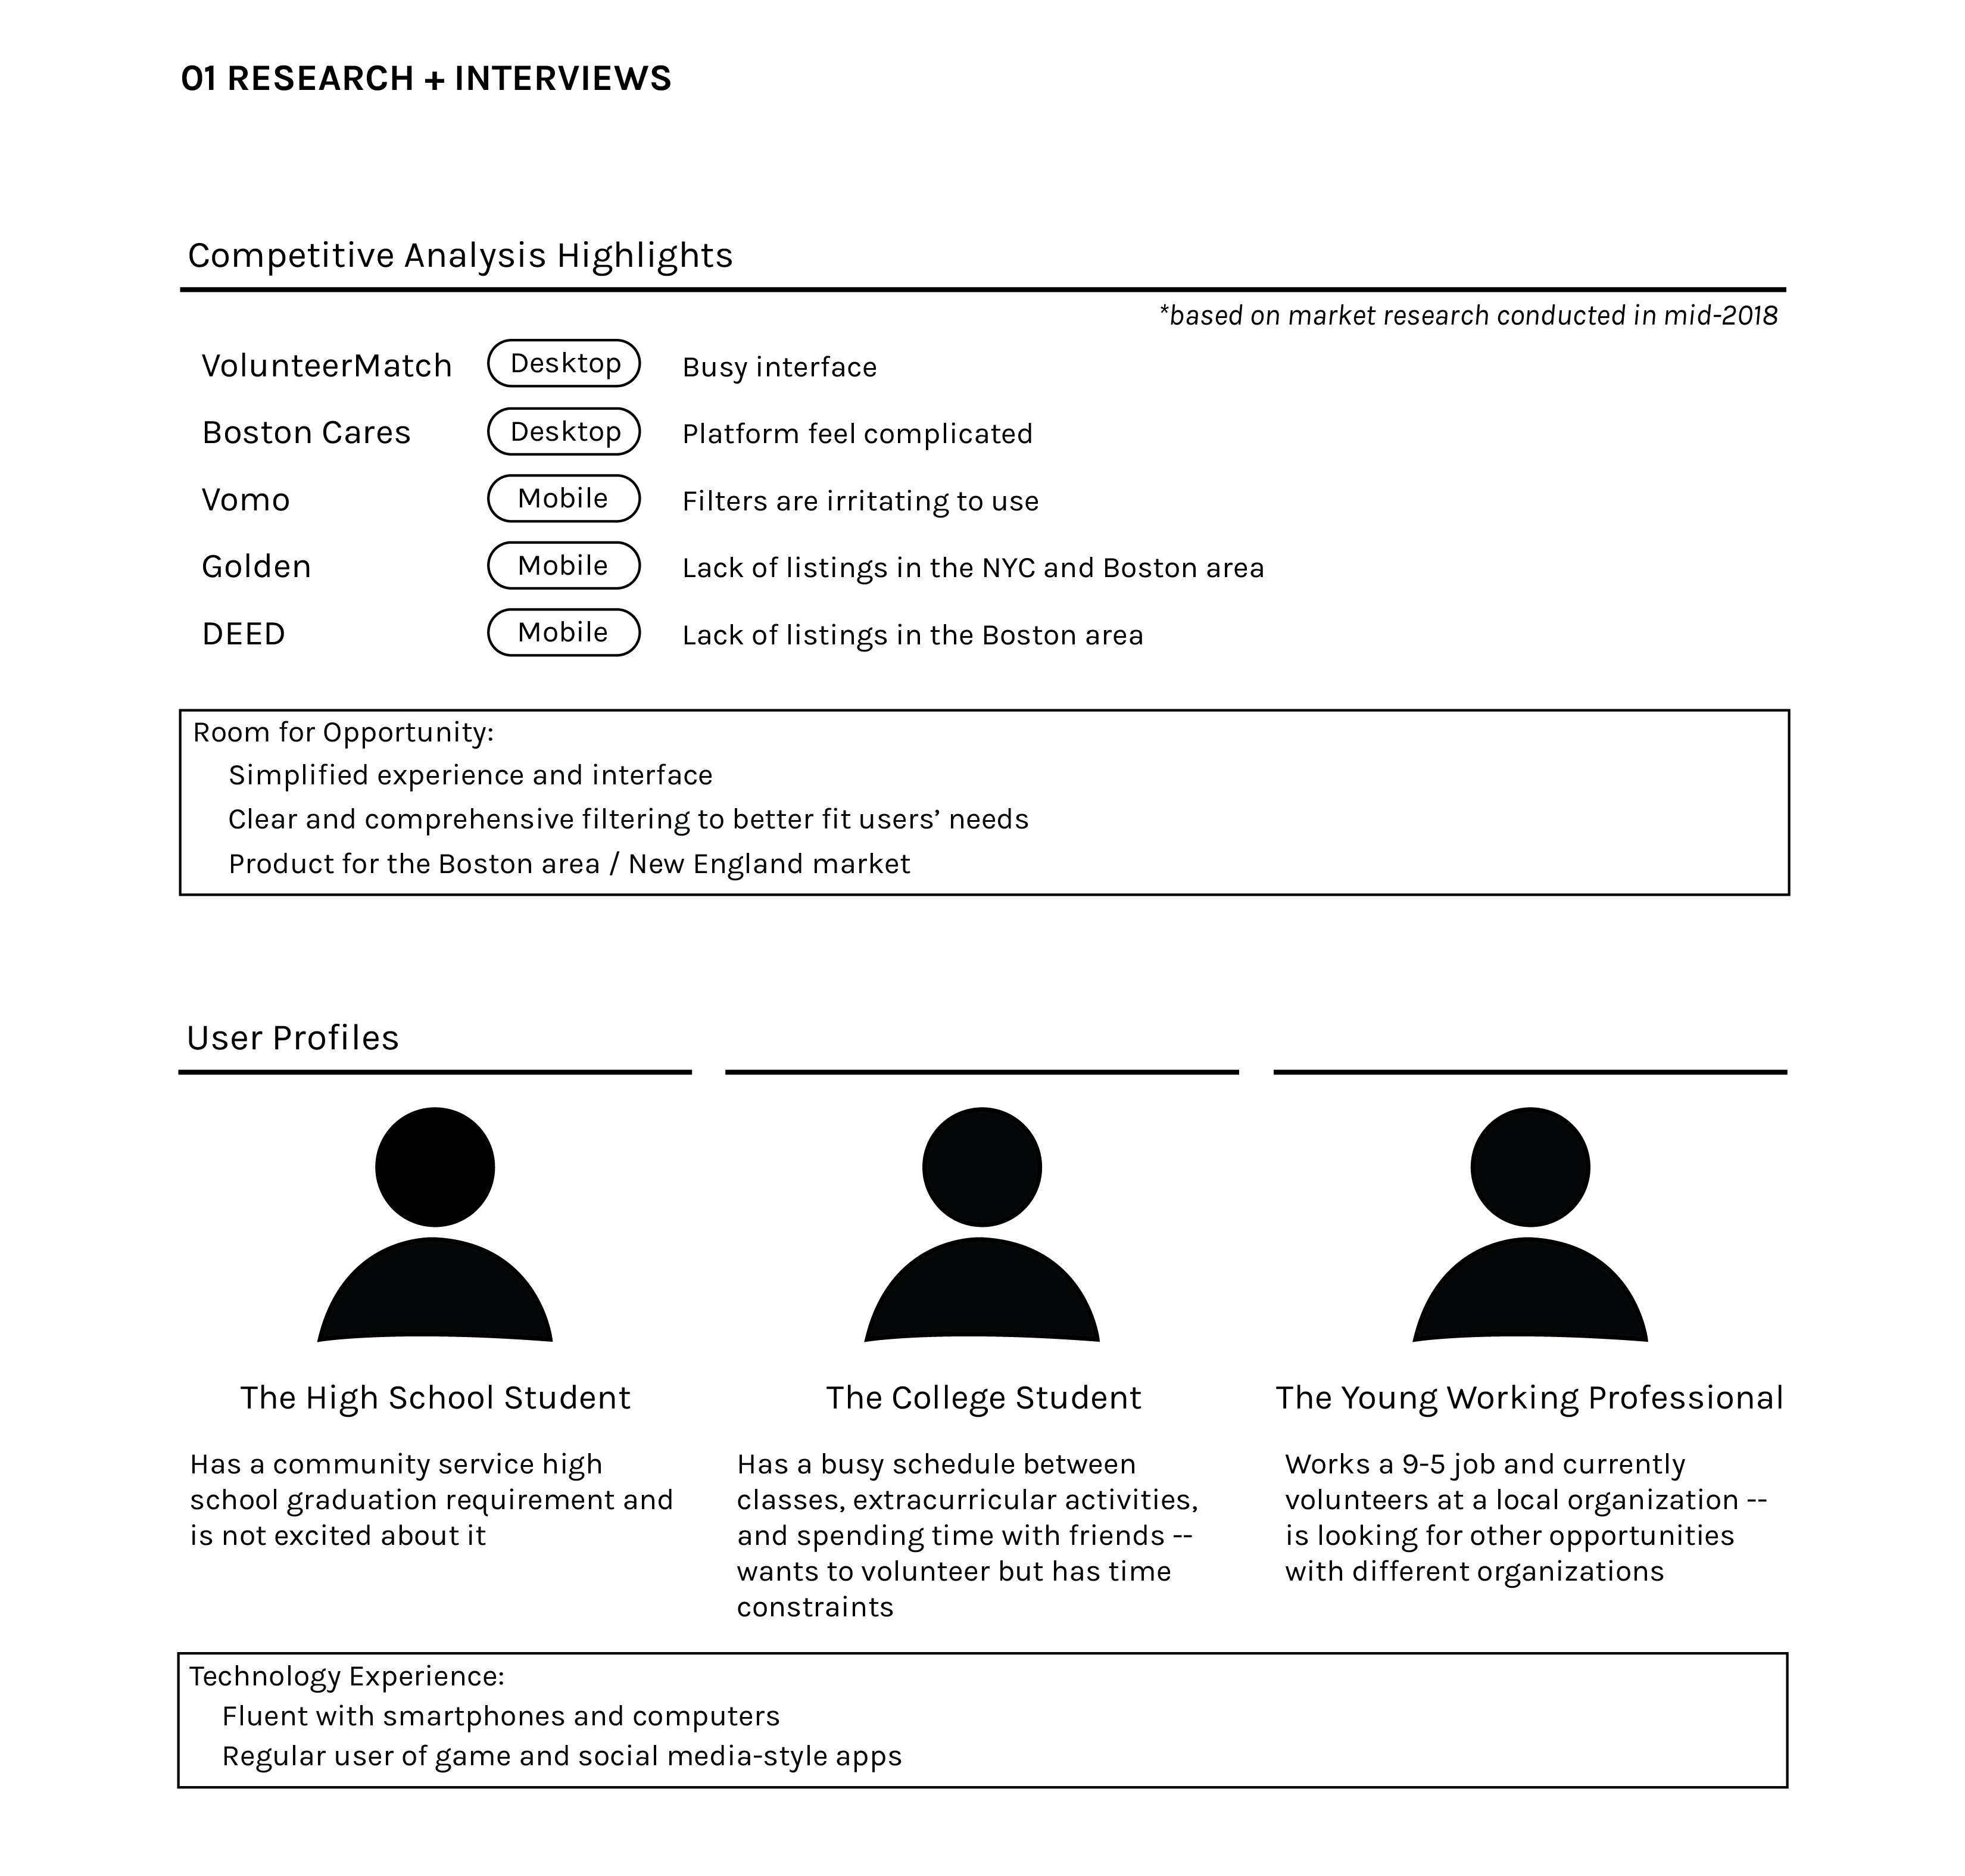 01 RESEARCH + INTERVIEWS
Competitive Analysis Highlights
*based on market research conducted in mid-2018
VolunteerMatch Desktop Busy interface
Boston Cares Desktop Platform feel complicated
Vomo Mobile Filters are irritating to use
Golden Mobile Lack of listings in the NYC and Boston area
DEED Mobile Lack of listings in the Boston area
Room for Opportunity:
Simplified experience and interface
Clear and comprehensive filtering to better fit users’ needs
Product for the Boston area / New England market
User Profiles
The High School Student
Has a community service high
school graduation requirement and
is not excited about it
The College Student
Has a busy schedule between
classes, extracurricular activities,
and spending time with friends --
wants to volunteer but has time
constraints
The Young Working Professional
Works a 9-5 job and currently
volunteers at a local organization --
is looking for other opportunities
with different organizations
Technology Experience:
Fluent with smartphones and computers
Regular user of game and social media-style apps